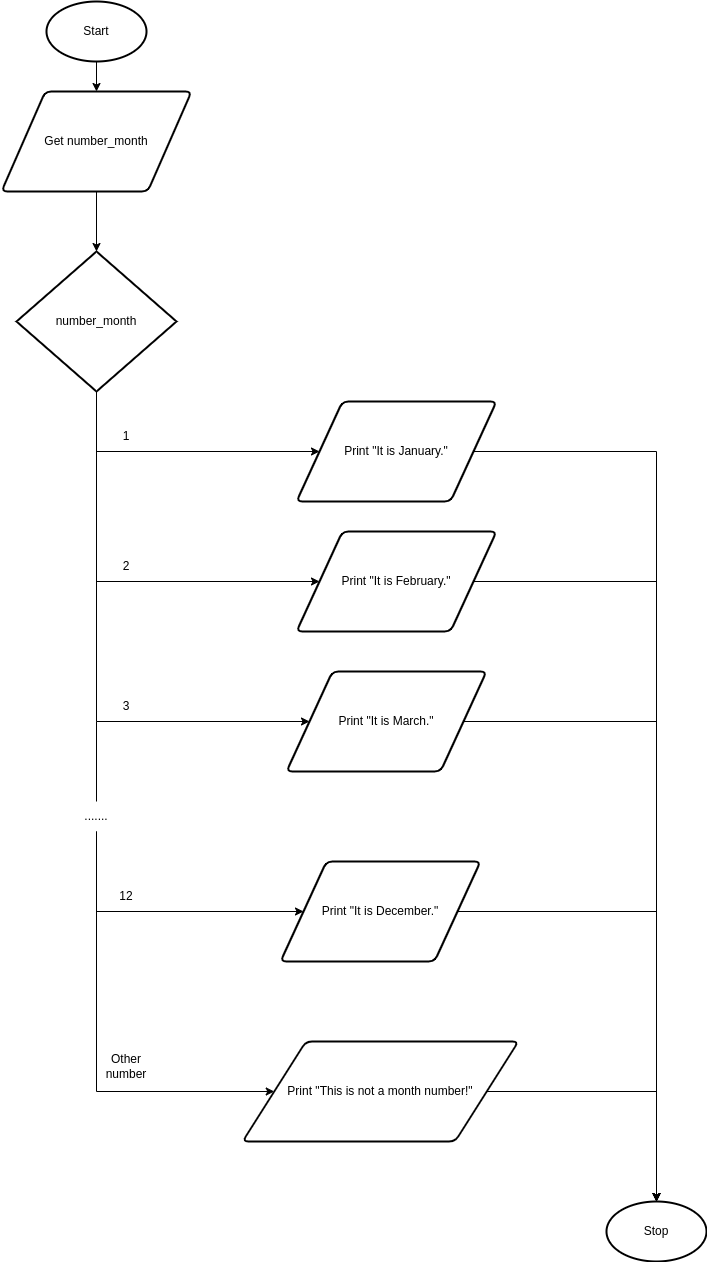 Start
Get number_month
number_month
1
Print "It is January."
2
Print "It is February."
3
Print "It is March."
.......
12
Print "It is December."
Other
number
Print "This is not a month number!"
Stop